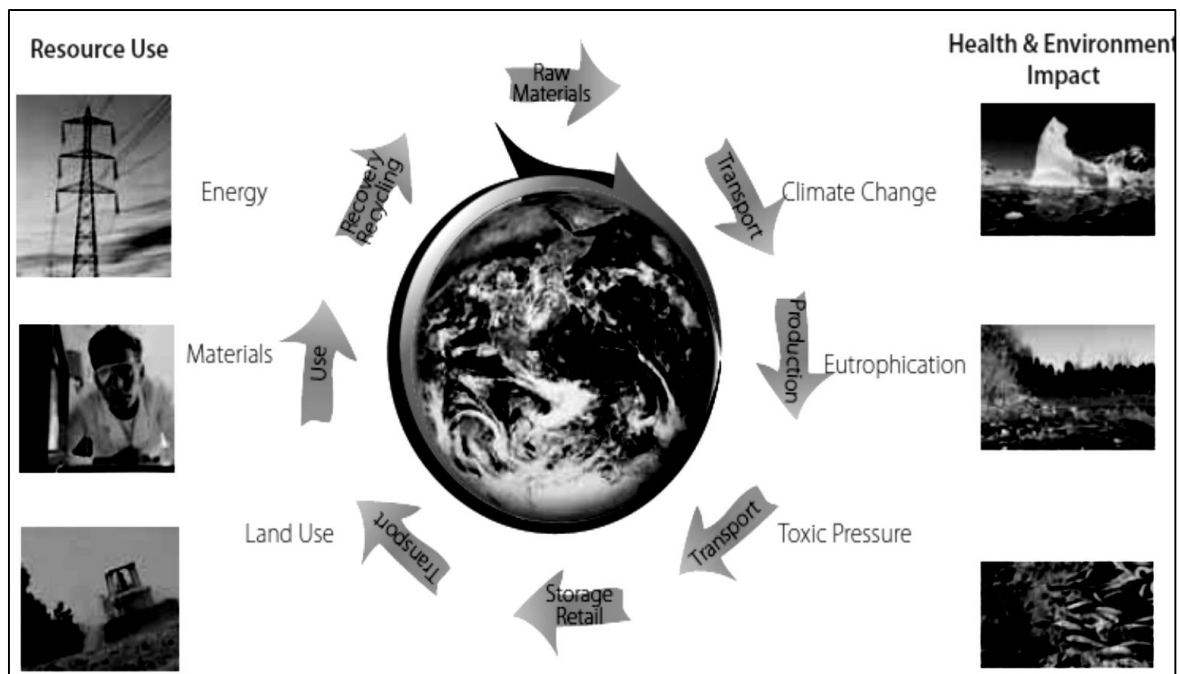 Resource Use
Health & Environment
Impact
Raw
Materials
Transport
Production
Transport
Storage
Retail
Transport
Use
Recovery
Recycling
Energy
Materials
Land Use
Climate Change
Eutrophication
Toxic Pressure